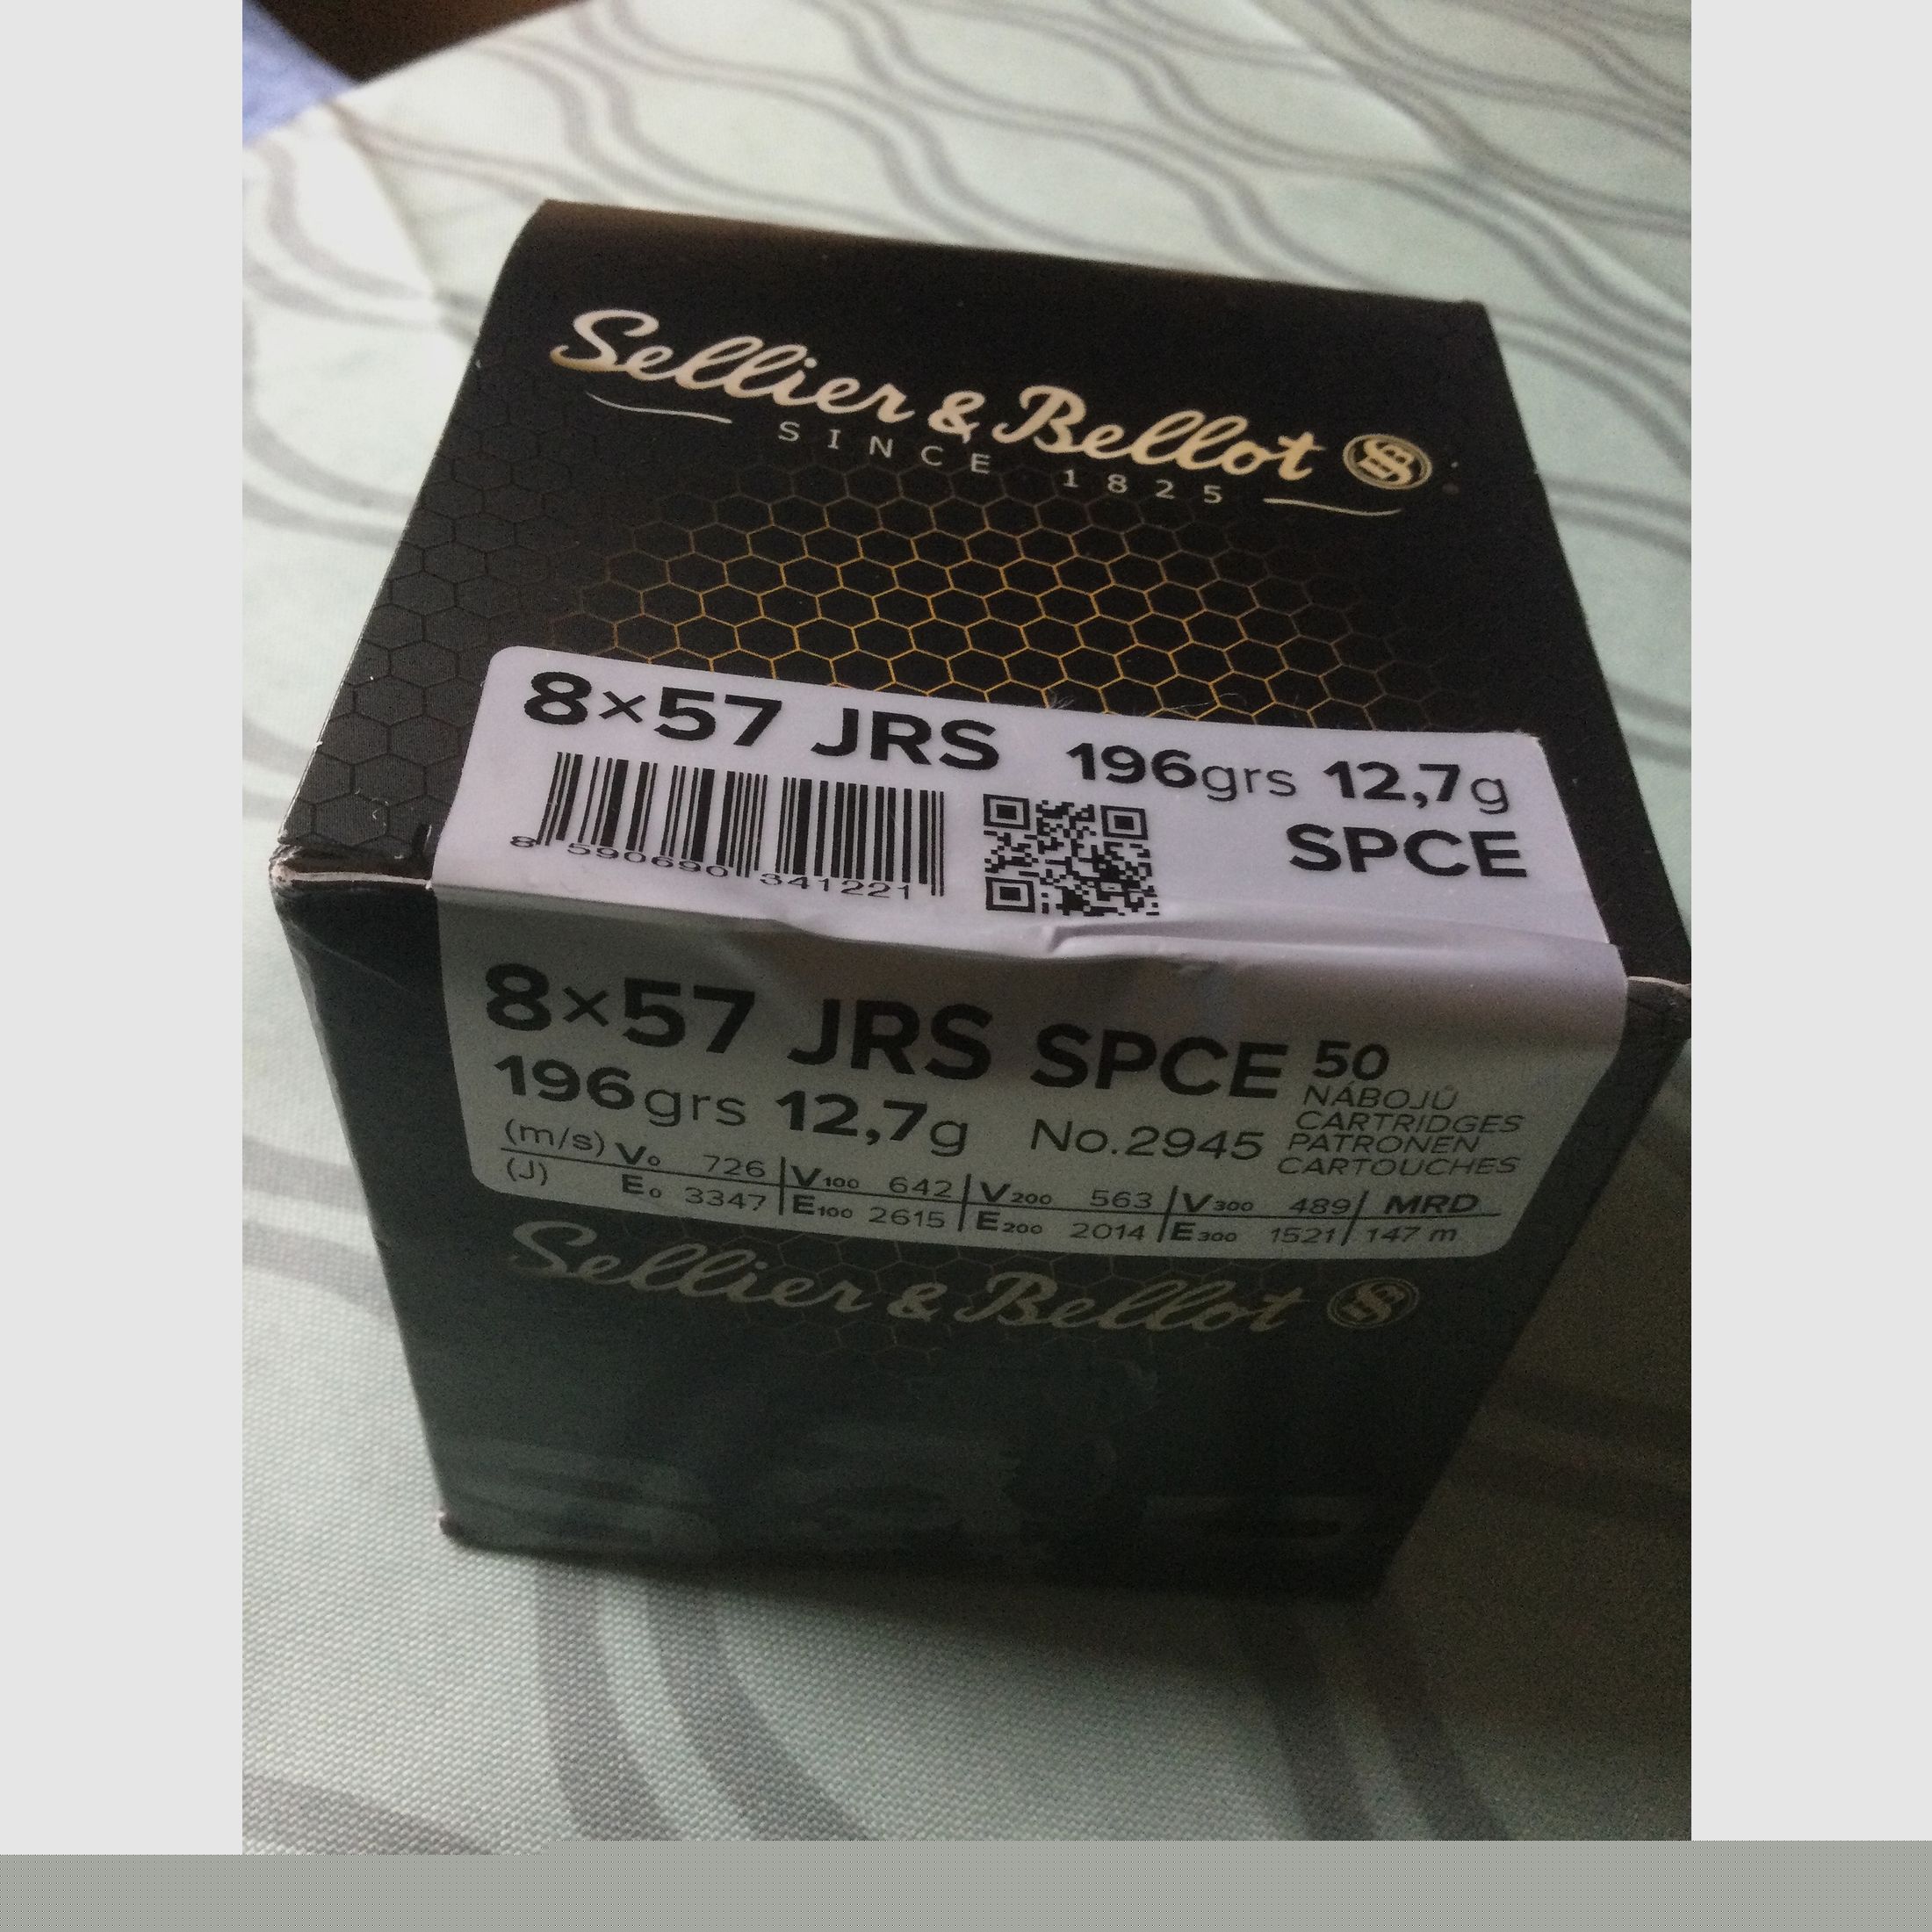 Sellier & Bellot
SINCE 1825
8×57 JRS 196grs 12,7g
SPCE
8 590690 341221
8×57 JRS SPCE 50
NÁBOJŮ
CARTRIDGES
PATRONEN
CARTOUCHES
196grs 12,7g No.2945
(m/s) V₀ 726 V₁₀₀ 642 V₂₀₀ 563 V₃₀₀ 489 MRD
(J) E₀ 3347 E₁₀₀ 2615 E₂₀₀ 2014 E₃₀₀ 1521 147 m
Sellier & Bellot